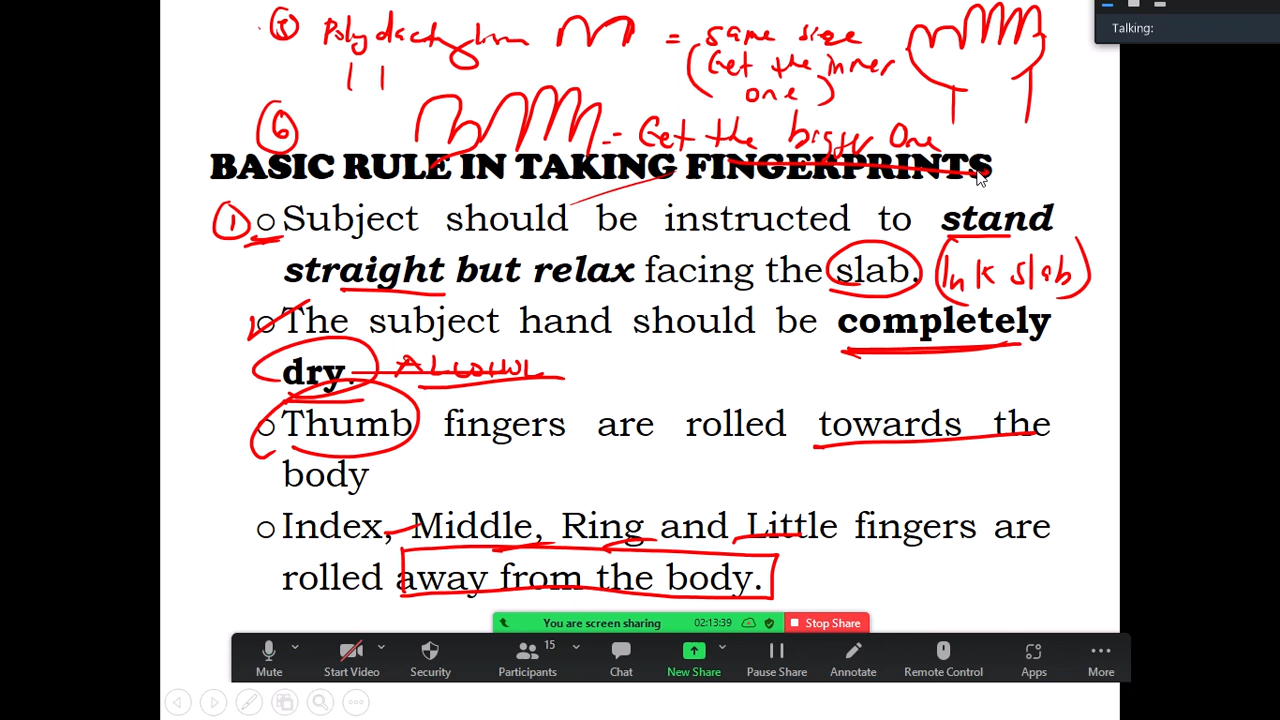 Talking:
5 Polydactylism = same size
(Get the inner
one)
6 = Get the bigger One
BASIC RULE IN TAKING FINGERPRINTS
1 Subject should be instructed to stand
straight but relax facing the slab. (Ink slab)
The subject hand should be completely
dry. ALCOHOL
Thumb fingers are rolled towards the
body
Index, Middle, Ring and Little fingers are
rolled away from the body.
You are screen sharing 02:13:39 Stop Share
Mute Start Video Security Participants 15 Chat New Share Pause Share Annotate Remote Control Apps More